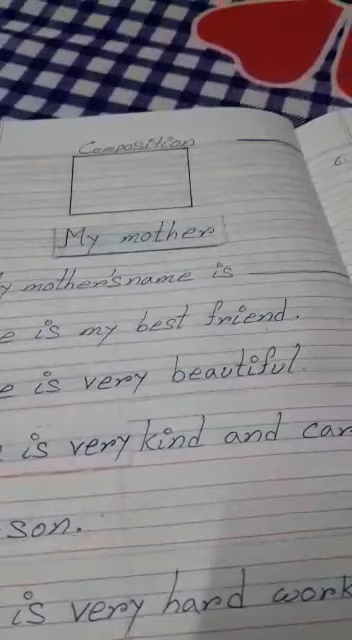 Composition
My mother
y mother's name is
e is my best friend.
e is very beautiful.
is very kind and car
son.
is very hard work
6